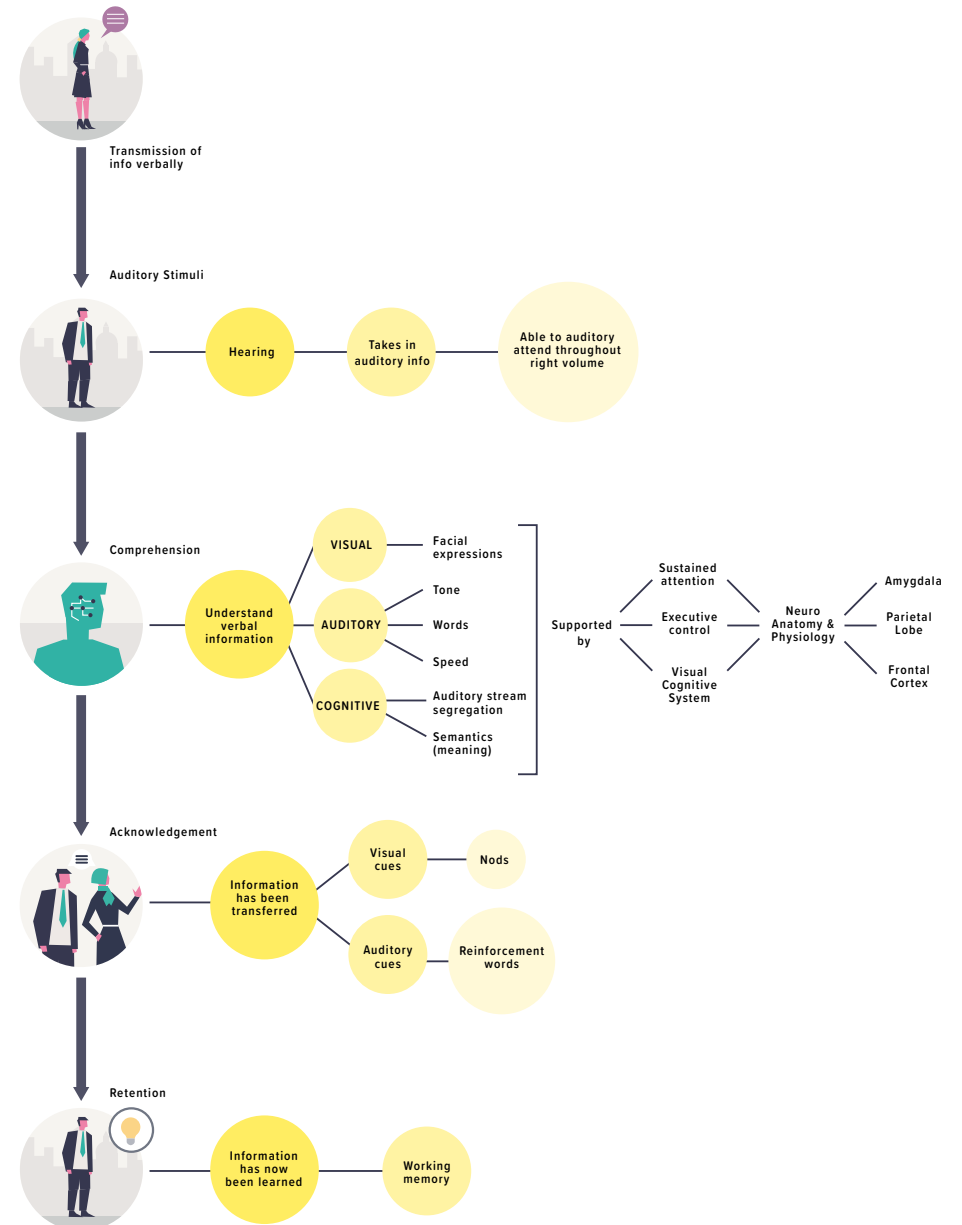 Transmission of
info verbally
Auditory Stimuli
Hearing
Takes in
auditory info
Able to auditory
attend throughout
right volume
Comprehension
Understand
verbal
information
VISUAL
Facial
expressions
AUDITORY
Tone
Words
Speed
COGNITIVE
Auditory stream
segregation
Semantics
(meaning)
Supported
by
Sustained
attention
Executive
control
Visual
Cognitive
System
Neuro
Anatomy &
Physiology
Amygdala
Parietal
Lobe
Frontal
Cortex
Acknowledgement
Information
has been
transferred
Visual
cues
Nods
Auditory
cues
Reinforcement
words
Retention
Information
has now
been learned
Working
memory